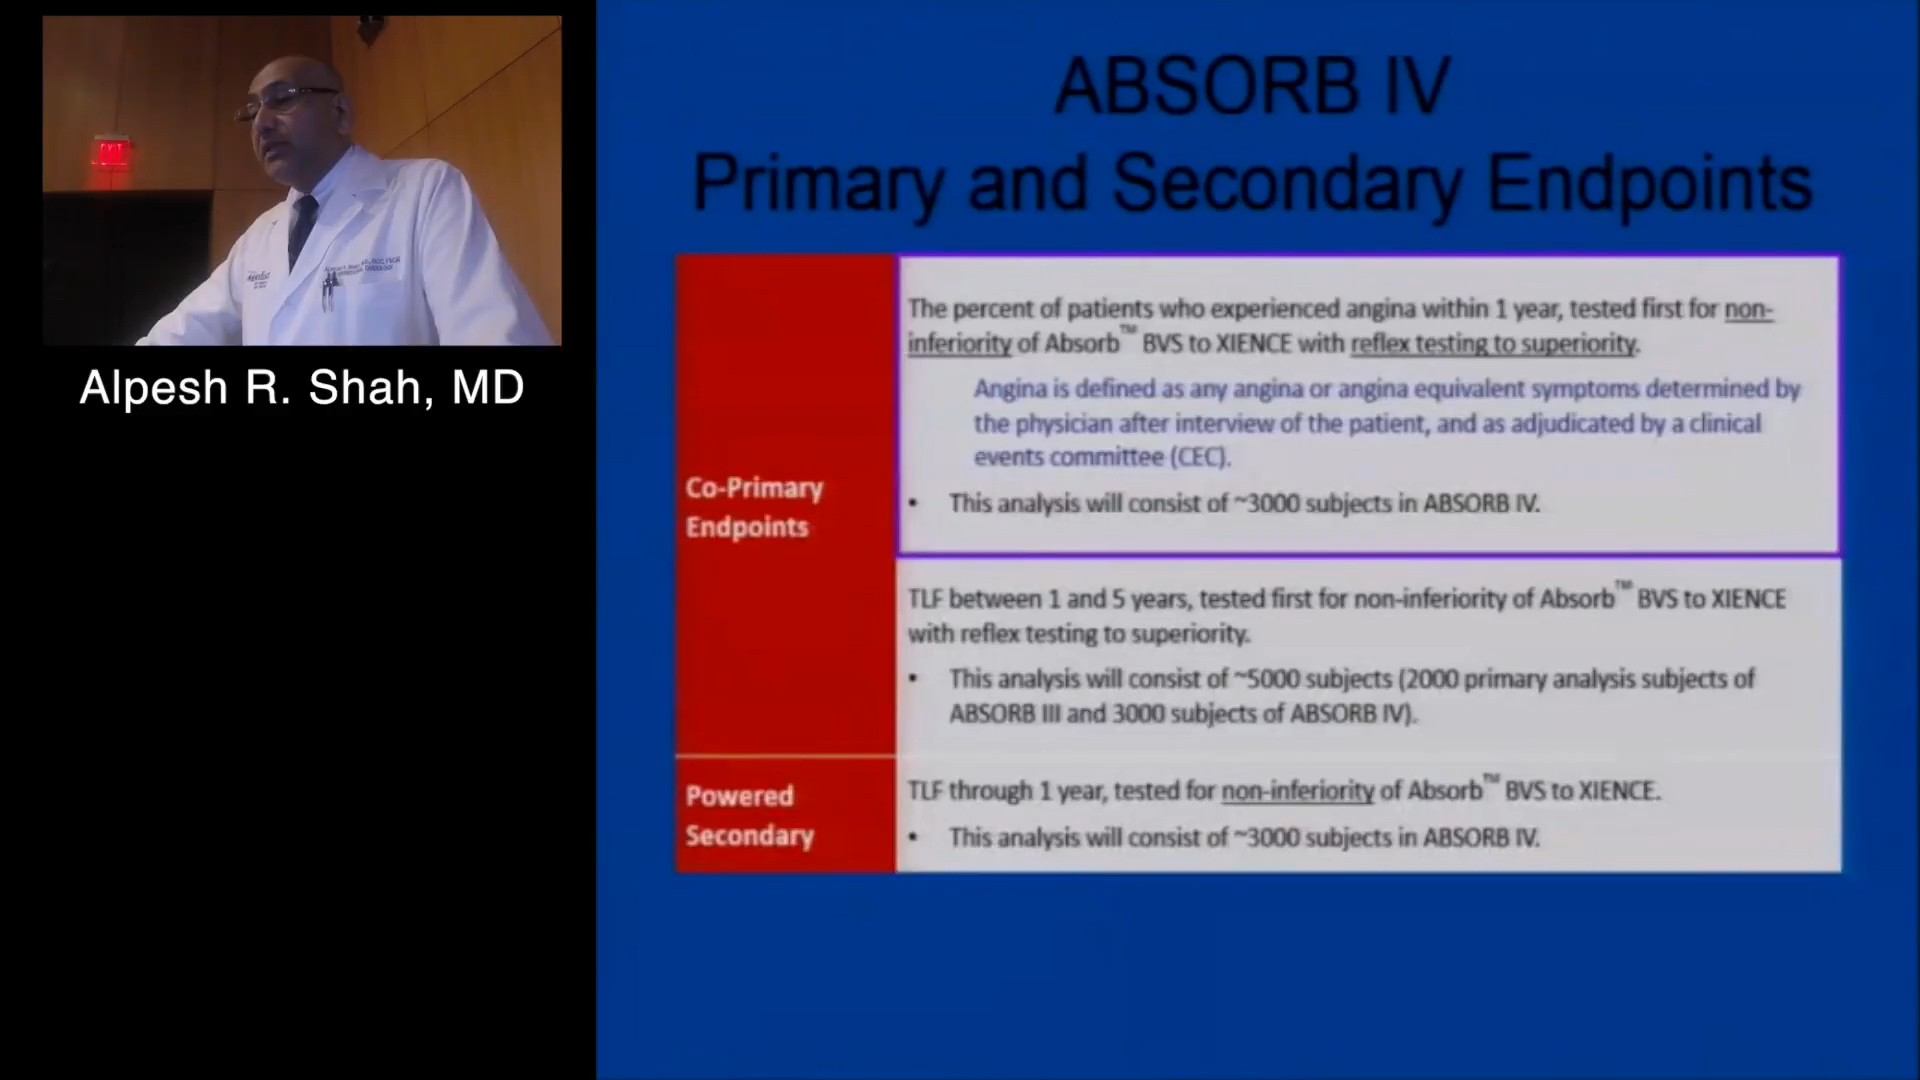 EXIT
Alpesh R. Shah, MD
ABSORB IV
Primary and Secondary Endpoints
Co-Primary
Endpoints
The percent of patients who experienced angina within 1 year, tested first for non-
inferiority of Absorb™ BVS to XIENCE with reflex testing to superiority.
Angina is defined as any angina or angina equivalent symptoms determined by
the physician after interview of the patient, and as adjudicated by a clinical
events committee (CEC).
• This analysis will consist of ~3000 subjects in ABSORB IV.
TLF between 1 and 5 years, tested first for non-inferiority of Absorb™ BVS to XIENCE
with reflex testing to superiority.
• This analysis will consist of ~5000 subjects (2000 primary analysis subjects of
ABSORB III and 3000 subjects of ABSORB IV).
Powered
Secondary
TLF through 1 year, tested for non-inferiority of Absorb™ BVS to XIENCE.
• This analysis will consist of ~3000 subjects in ABSORB IV.